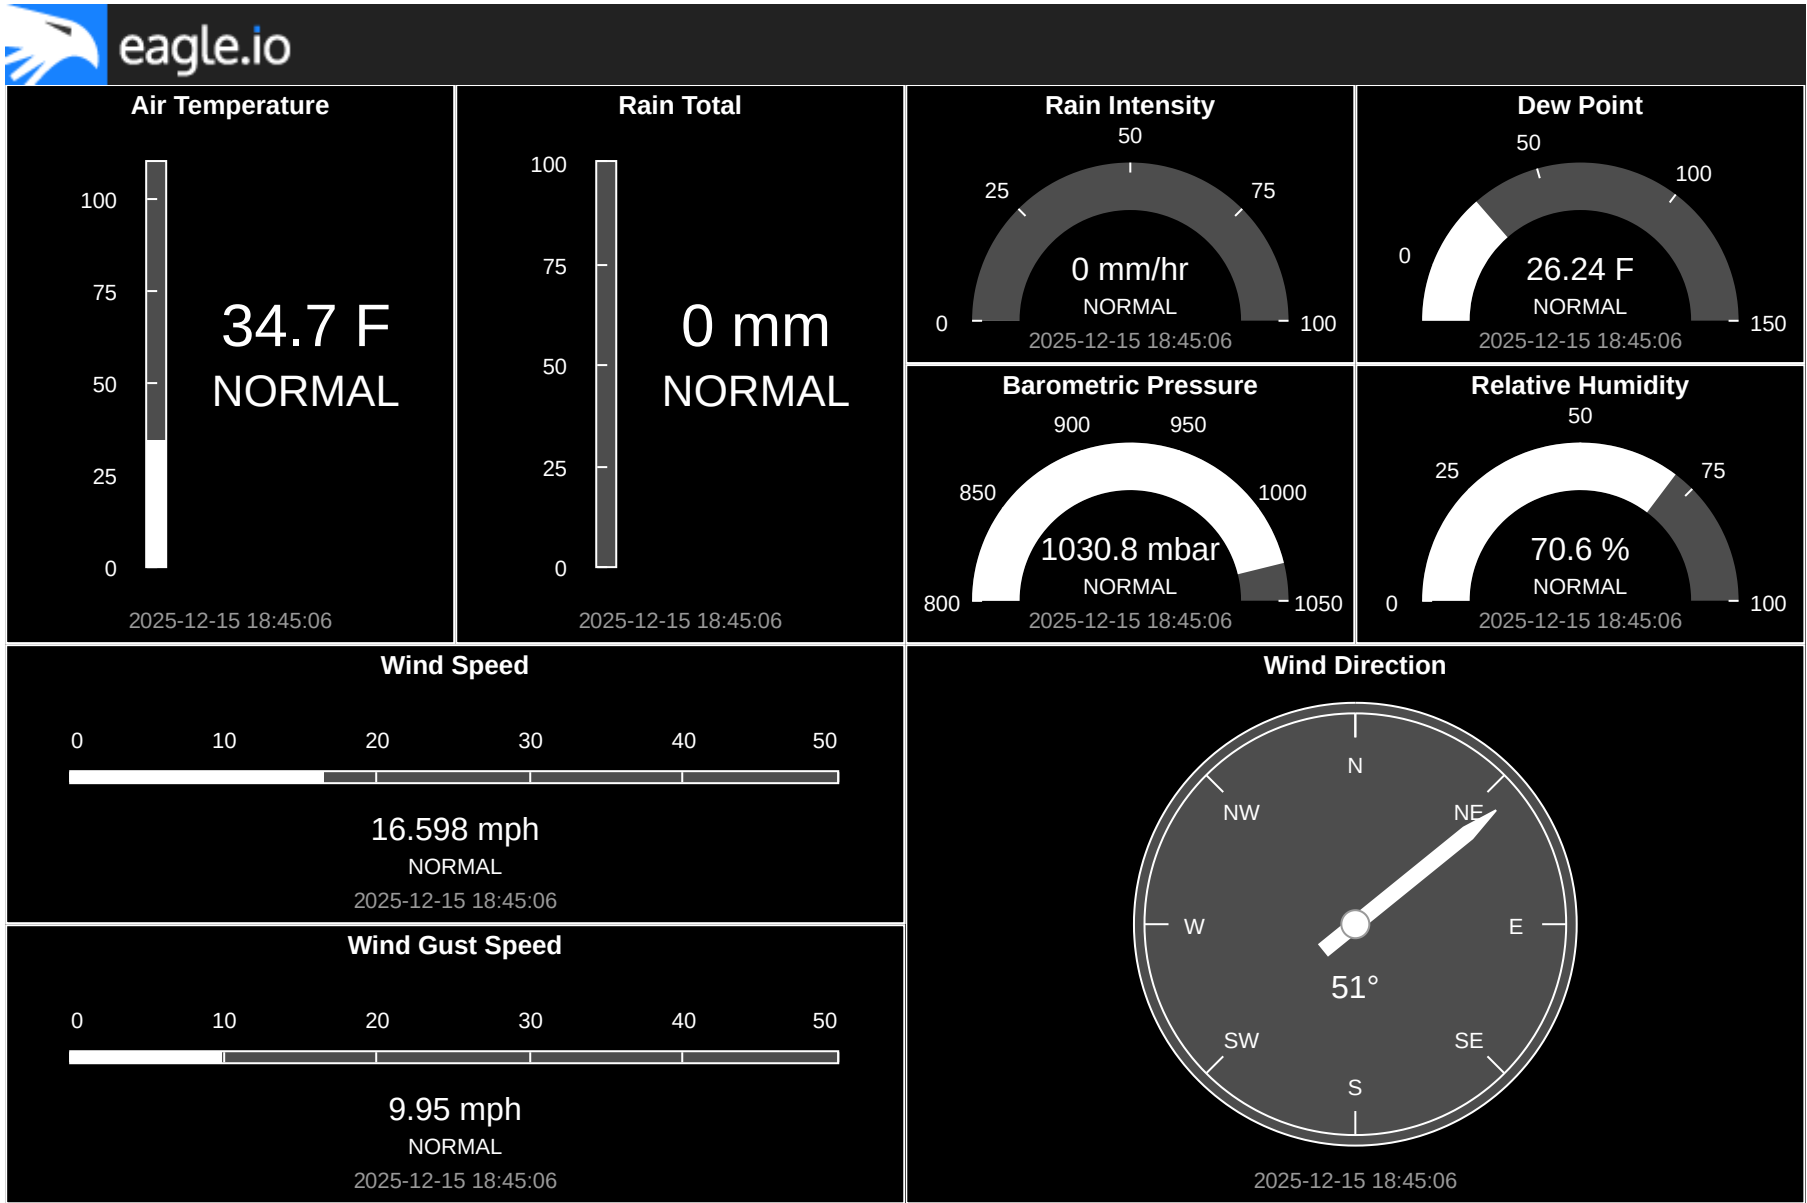 eagle.io
Air Temperature
100
75
50
25
0
34.7 F
NORMAL
2025-12-15 18:45:06
Rain Total
100
75
50
25
0
0 mm
NORMAL
2025-12-15 18:45:06
Rain Intensity
50
25
75
0
100
0 mm/hr
NORMAL
2025-12-15 18:45:06
Dew Point
50
100
0
150
26.24 F
NORMAL
2025-12-15 18:45:06
Barometric Pressure
900
950
850
1000
800
1050
1030.8 mbar
NORMAL
2025-12-15 18:45:06
Relative Humidity
50
25
75
0
100
70.6 %
NORMAL
2025-12-15 18:45:06
Wind Speed
0 10 20 30 40 50
16.598 mph
NORMAL
2025-12-15 18:45:06
Wind Gust Speed
0 10 20 30 40 50
9.95 mph
NORMAL
2025-12-15 18:45:06
Wind Direction
N
NW
NE
W
E
51°
SW
SE
S
2025-12-15 18:45:06